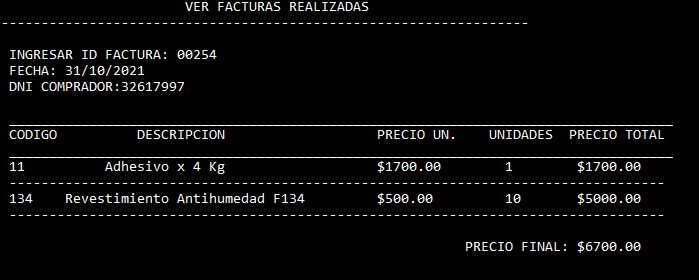 VER FACTURAS REALIZADAS
INGRESAR ID FACTURA: 00254
FECHA: 31/10/2021
DNI COMPRADOR:32617997
CODIGO DESCRIPCION PRECIO UN. UNIDADES PRECIO TOTAL
11 Adhesivo x 4 Kg $1700.00 1 $1700.00
134 Revestimiento Antihumedad F134 $500.00 10 $5000.00
PRECIO FINAL: $6700.00